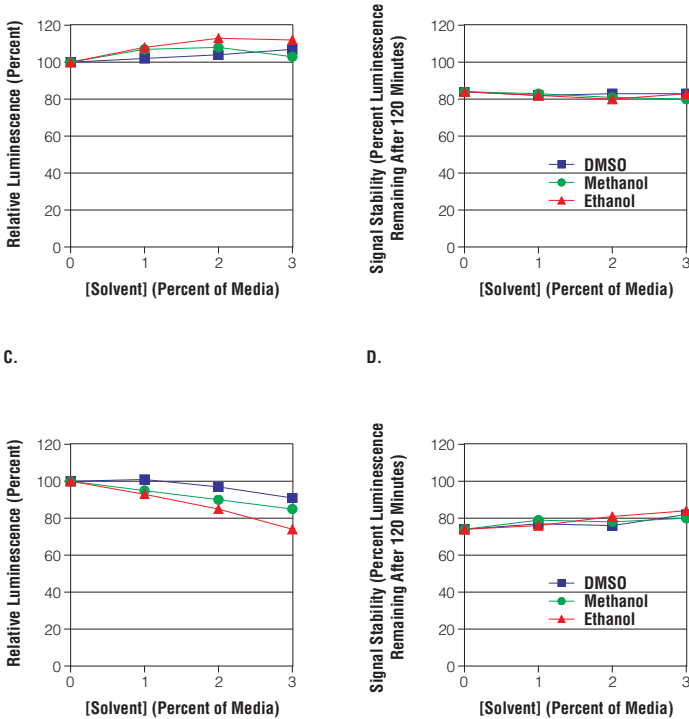 Relative Luminescence (Percent)
120
100
80
60
40
20
0
0 1 2 3
[Solvent] (Percent of Media)
Signal Stability (Percent Luminescence
Remaining After 120 Minutes)
120
100
80
60
40
20
0
DMSO
Methanol
Ethanol
0 1 2 3
[Solvent] (Percent of Media)
C.
Relative Luminescence (Percent)
120
100
80
60
40
20
0
0 1 2 3
[Solvent] (Percent of Media)
D.
Signal Stability (Percent Luminescence
Remaining After 120 Minutes)
120
100
80
60
40
20
0
DMSO
Methanol
Ethanol
0 1 2 3
[Solvent] (Percent of Media)